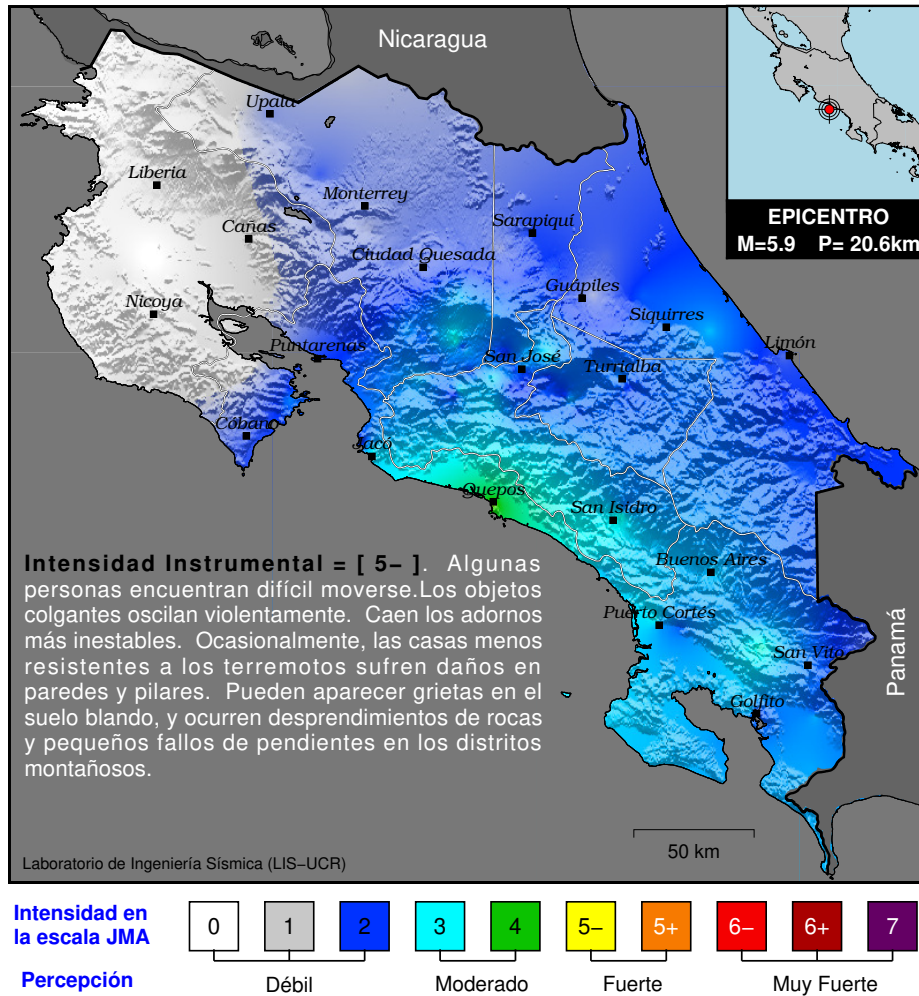 Nicaragua
Upala
Liberia
Monterrey
Cañas
Sarapiquí
Ciudad Quesada
Nicoya
Guápiles
Siquirres
Puntarenas
San José
Turrialba
Limón
Cóbano
Jacó
Quepos
San Isidro
Buenos Aires
Puerto Cortés
San Vito
Golfito
Panamá
EPICENTRO
M=5.9 P= 20.6km
Intensidad Instrumental = [ 5− ]. Algunas
personas encuentran difícil moverse.Los objetos
colgantes oscilan violentamente. Caen los adornos
más inestables. Ocasionalmente, las casas menos
resistentes a los terremotos sufren daños en
paredes y pilares. Pueden aparecer grietas en el
suelo blando, y ocurren desprendimientos de rocas
y pequeños fallos de pendientes en los distritos
montañosos.
50 km
Laboratorio de Ingeniería Sísmica (LIS−UCR)
Intensidad en
la escala JMA
0 1 2 3 4 5− 5+ 6− 6+ 7
Percepción
Débil Moderado Fuerte Muy Fuerte